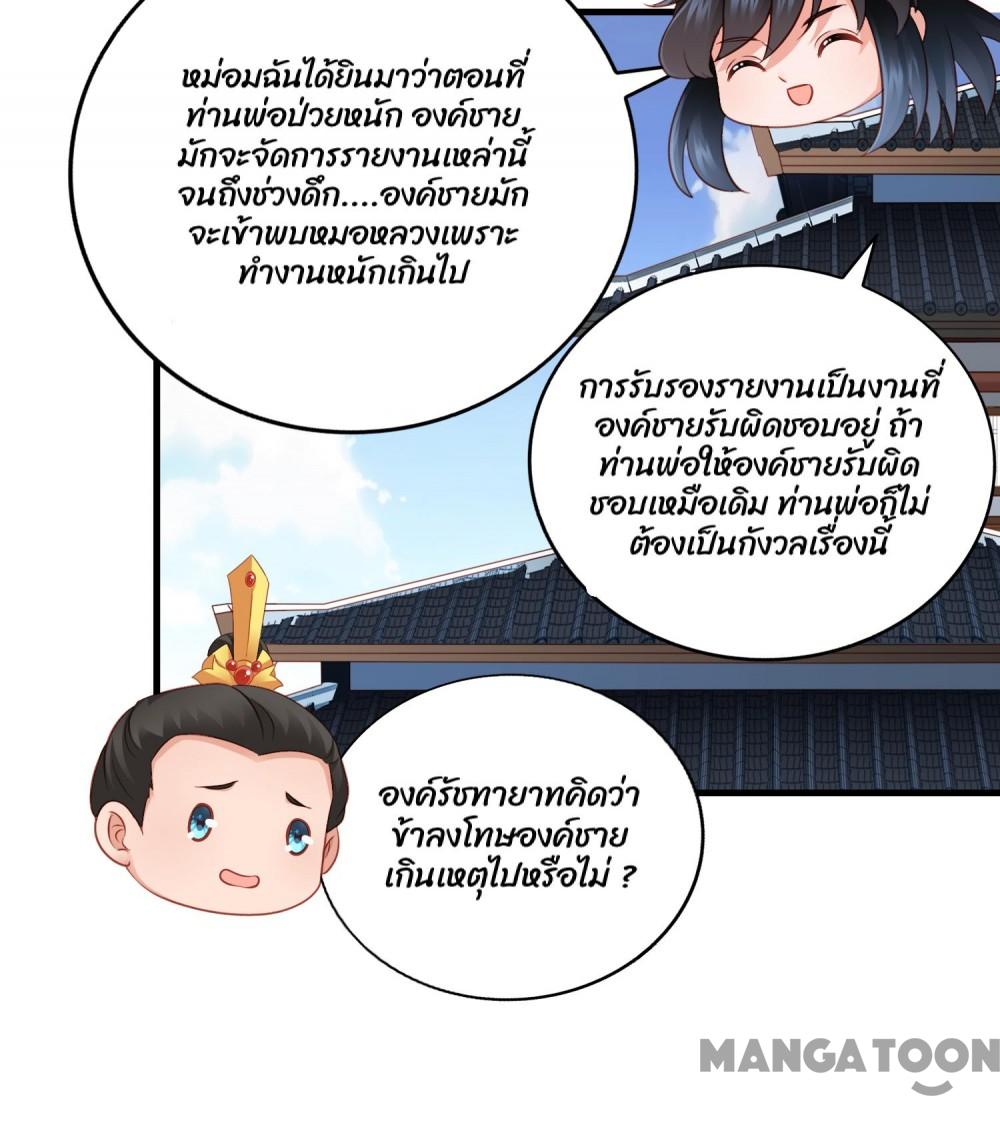 หม่อมฉันได้ยินมาว่าตอนที่
ท่านพ่อป่วยหนัก องค์ชาย
มักจะจัดการรายงานเหล่านี้
จนถึงช่วงดึก....องค์ชายมัก
จะเข้าพบหมอหลวงเพราะ
ทำงานหนักเกินไป
การรับรองรายงานเป็นงานที่
องค์ชายรับผิดชอบอยู่ ถ้า
ท่านพ่อให้องค์ชายรับผิด
ชอบเหมือเดิม ท่านพ่อก็ไม่
ต้องเป็นกังวลเรื่องนี้
องค์รัชทายาทคิดว่า
ข้าลงโทษองค์ชาย
เกินเหตุไปหรือไม่ ?
MANGATOON